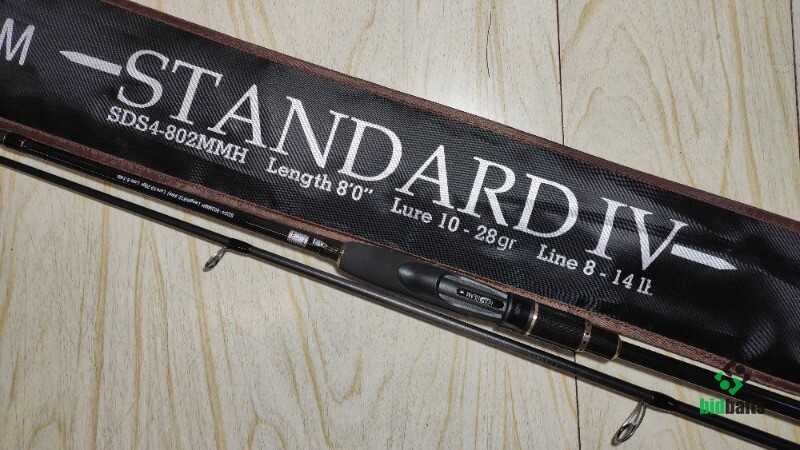 M
STANDARD IV
SDS4-802MMH Length 8'0" Lure 10 - 28gr Line 8 - 14 lb
bidbaits